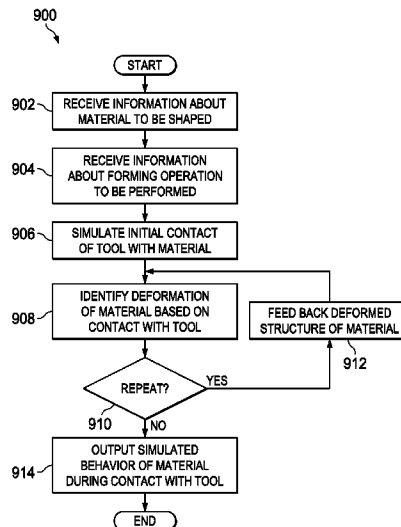 900
START
902
RECEIVE INFORMATION ABOUT
MATERIAL TO BE SHAPED
904
RECEIVE INFORMATION
ABOUT FORMING OPERATION
TO BE PERFORMED
906
SIMULATE INITIAL CONTACT
OF TOOL WITH MATERIAL
908
IDENTIFY DEFORMATION
OF MATERIAL BASED ON
CONTACT WITH TOOL
FEED BACK DEFORMED
STRUCTURE OF MATERIAL
912
REPEAT?
YES
910
NO
914
OUTPUT SIMULATED
BEHAVIOR OF MATERIAL
DURING CONTACT WITH TOOL
END